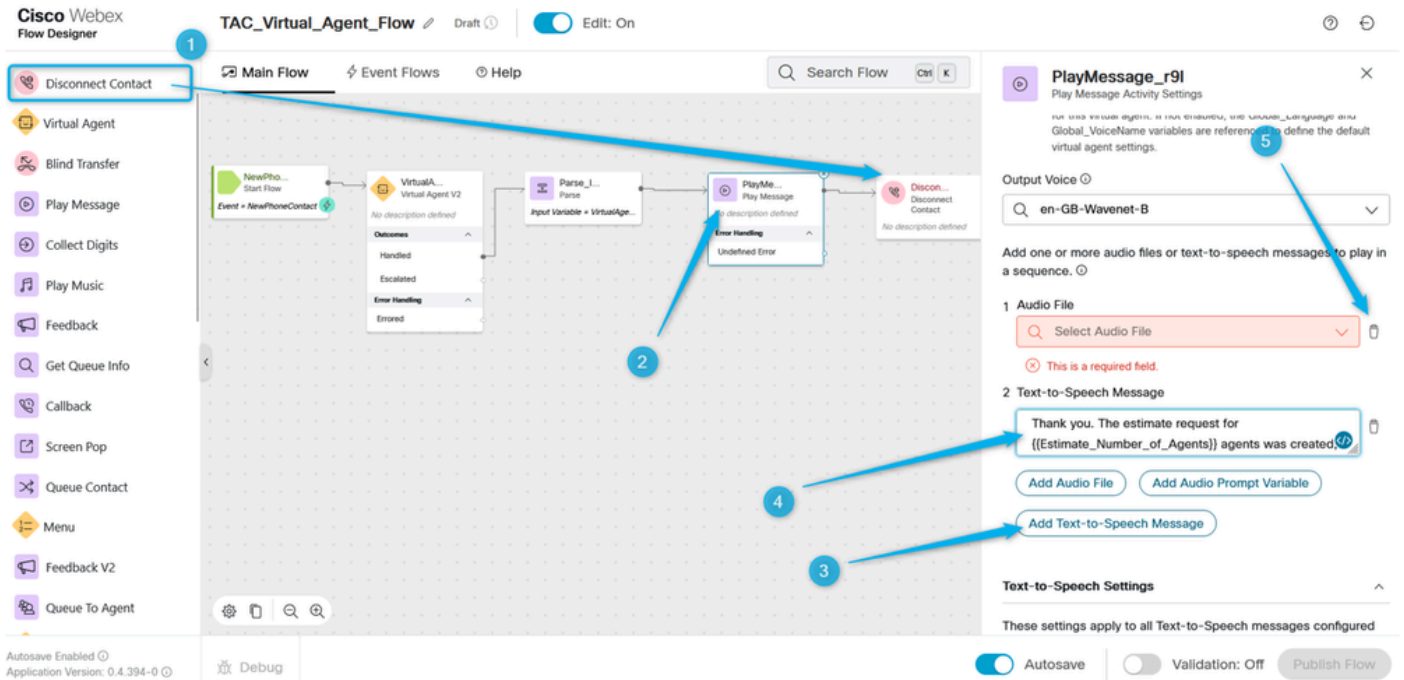 Cisco Webex
Flow Designer
TAC_Virtual_Agent_Flow
Draft
Edit: On
1
Disconnect Contact
Virtual Agent
Blind Transfer
Play Message
Collect Digits
Play Music
Feedback
Get Queue Info
Callback
Screen Pop
Queue Contact
Menu
Feedback V2
Queue To Agent
Autosave Enabled
Application Version: 0.4.394-0
Main Flow
Event Flows
Help
Search Flow
Ctrl K
NewPho...
Start Flow
Event = NewPhoneContact
VirtualA...
Virtual Agent V2
No description defined
Outcomes
Handled
Escalated
Error Handling
Errored
Parse_I...
Parse
Input Variable = VirtualAge...
PlayMe...
Play Message
No description defined
Error Handling
Undefined Error
Discon...
Disconnect
Contact
No description defined
2
4
3
Debug
PlayMessage_r9l
Play Message Activity Settings
for this virtual agent. If not enabled, the Global_Language and
Global_VoiceName variables are referenced to define the default
virtual agent settings.
5
Output Voice
en-GB-Wavenet-B
Add one or more audio files or text-to-speech messages to play in
a sequence.
1 Audio File
Select Audio File
This is a required field.
2 Text-to-Speech Message
Thank you. The estimate request for
{{Estimate_Number_of_Agents}} agents was created,
Add Audio File
Add Audio Prompt Variable
Add Text-to-Speech Message
Text-to-Speech Settings
These settings apply to all Text-to-Speech messages configured
Autosave
Validation: Off
Publish Flow